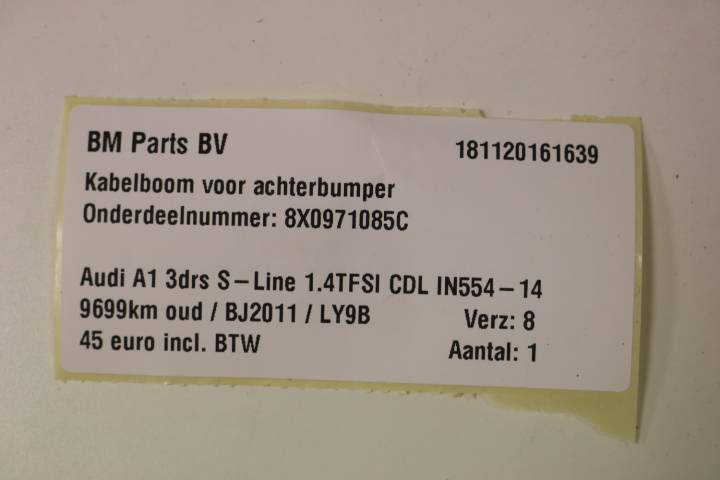 BM Parts BV 181120161639
Kabelboom voor achterbumper
Onderdeelnummer: 8X0971085C
Audi A1 3drs S-Line 1.4TFSI CDL IN554-14
9699km oud / BJ2011 / LY9B Verz: 8
45 euro incl. BTW Aantal: 1